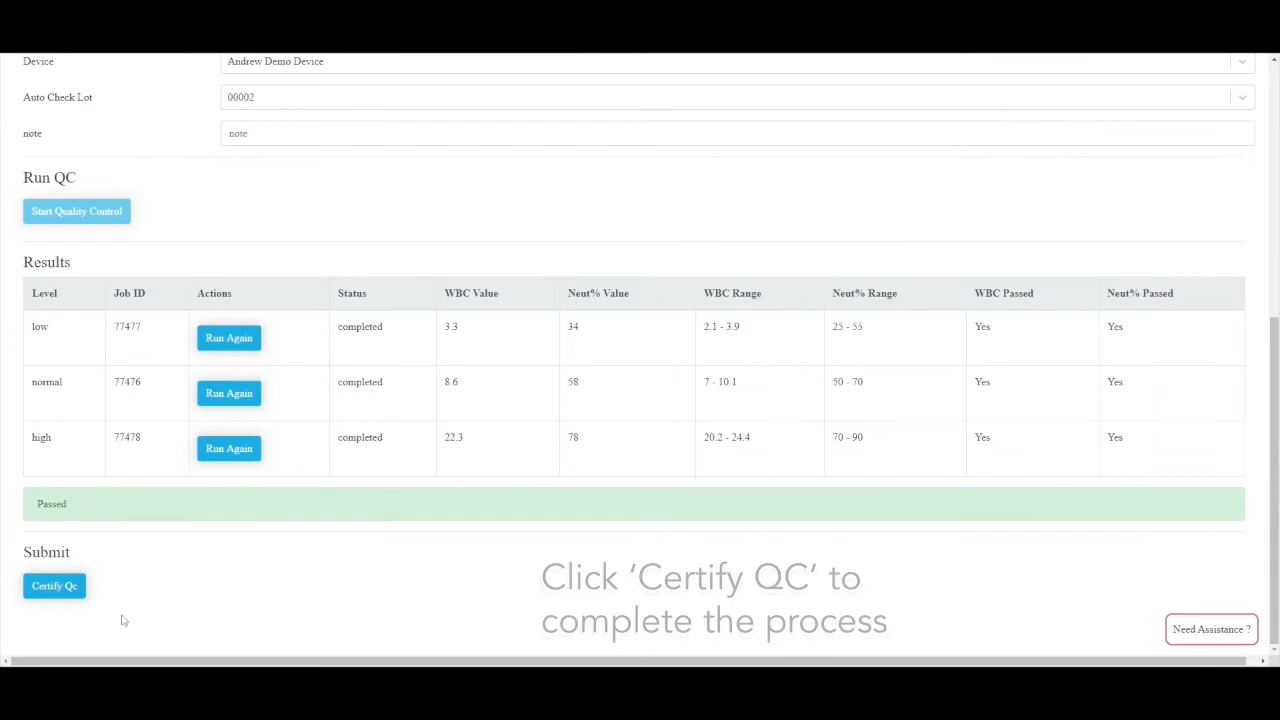 Device Andrew Demo Device
Auto Check Lot 00002
note note
Run QC
Start Quality Control
Results
Level Job ID Actions Status WBC Value Neut% Value WBC Range Neut% Range WBC Passed Neut% Passed
low 77477 Run Again completed 3.3 34 2.1 - 3.9 25 - 55 Yes Yes
normal 77476 Run Again completed 8.6 58 7 - 10.1 50 - 70 Yes Yes
high 77478 Run Again completed 22.3 78 20.2 - 24.4 70 - 90 Yes Yes
Passed
Submit
Certify Qc
Click ‘Certify QC’ to
complete the process
Need Assistance ?